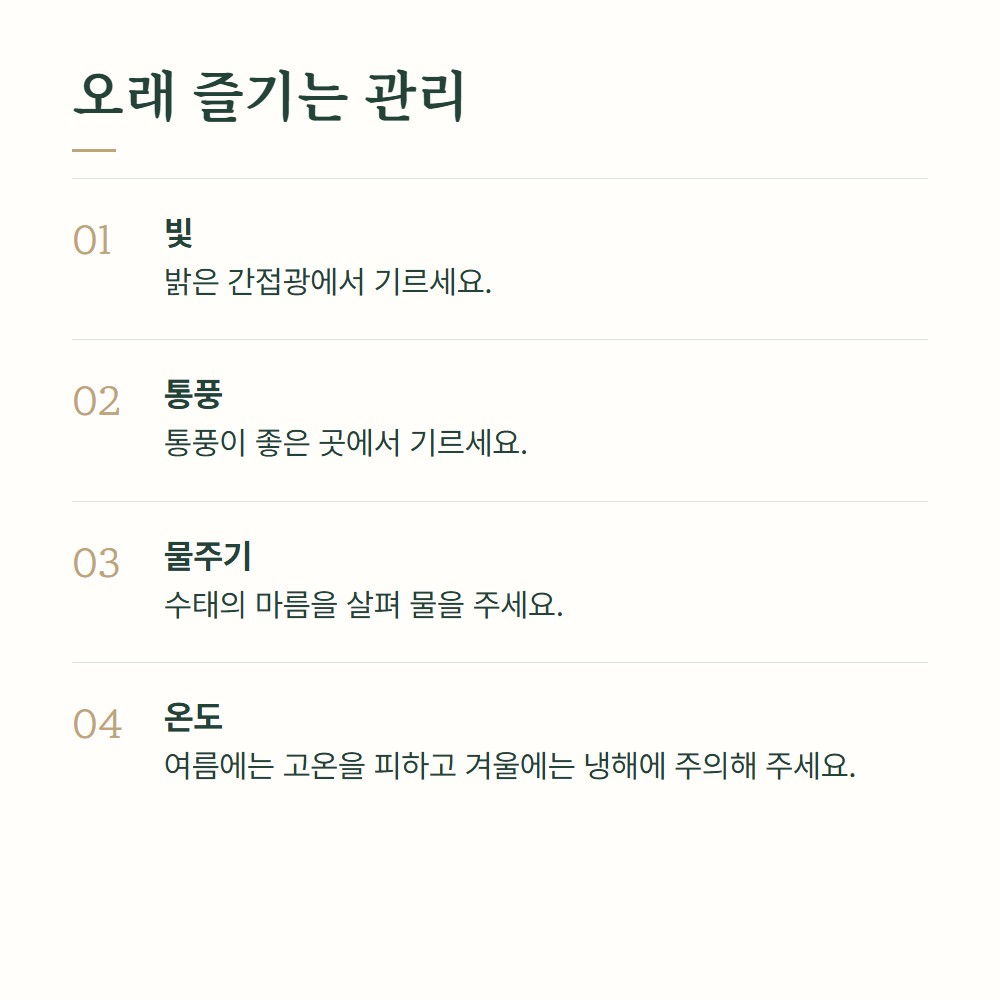 오래 즐기는 관리
01
빛
밝은 간접광에서 기르세요.
02
통풍
통풍이 좋은 곳에서 기르세요.
03
물주기
수태의 마름을 살펴 물을 주세요.
04
온도
여름에는 고온을 피하고 겨울에는 냉해에 주의해 주세요.